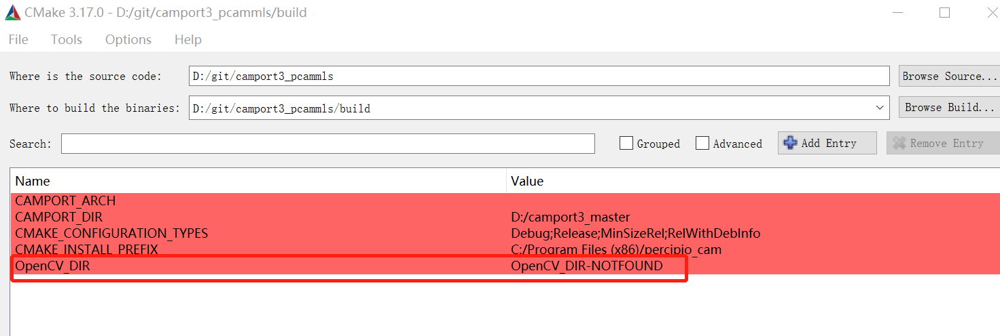 CMake 3.17.0 - D:/git/camport3_pcammls/build
File Tools Options Help
Where is the source code: D:/git/camport3_pcammls Browse Source...
Where to build the binaries: D:/git/camport3_pcammls/build Browse Build...
Search: Grouped Advanced Add Entry Remove Entry
Name Value
CAMPORT_ARCH
CAMPORT_DIR D:/camport3_master
CMAKE_CONFIGURATION_TYPES Debug;Release;MinSizeRel;RelWithDebInfo
CMAKE_INSTALL_PREFIX C:/Program Files (x86)/percipio_cam
OpenCV_DIR OpenCV_DIR-NOTFOUND